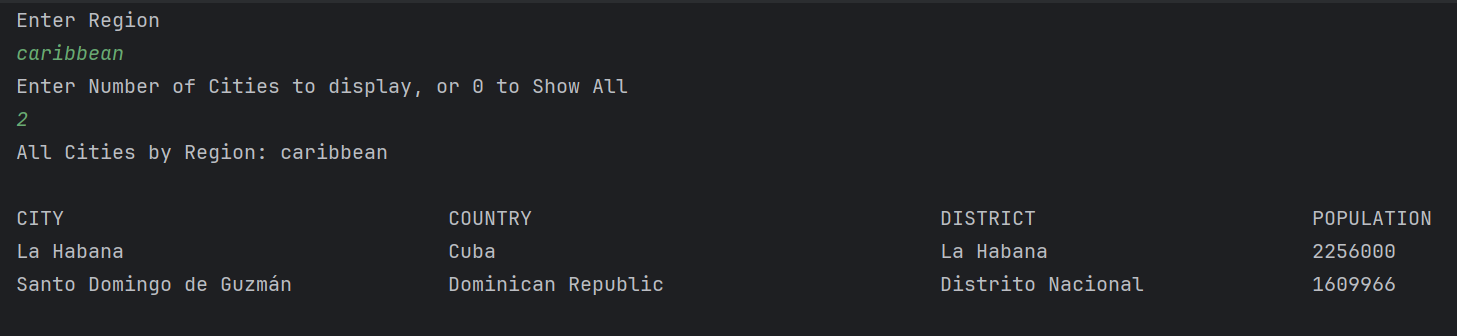 Enter Region
caribbean
Enter Number of Cities to display, or 0 to Show All
2
All Cities by Region: caribbean
CITY COUNTRY DISTRICT POPULATION
La Habana Cuba La Habana 2256000
Santo Domingo de Guzmán Dominican Republic Distrito Nacional 1609966